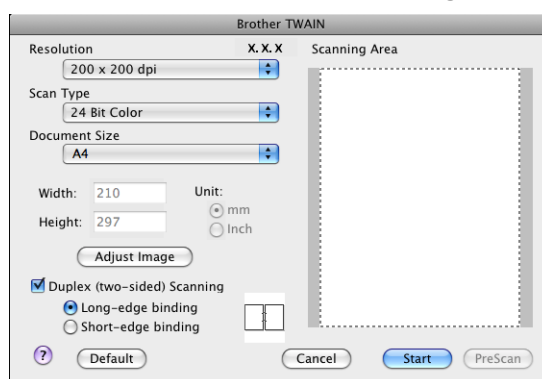 Brother TWAIN
Resolution
X. X. X
200 x 200 dpi
Scan Type
24 Bit Color
Document Size
A4
Width: 210
Height: 297
Unit:
mm
Inch
Adjust Image
Duplex (two-sided) Scanning
Long-edge binding
Short-edge binding
? Default
Scanning Area
Cancel Start PreScan